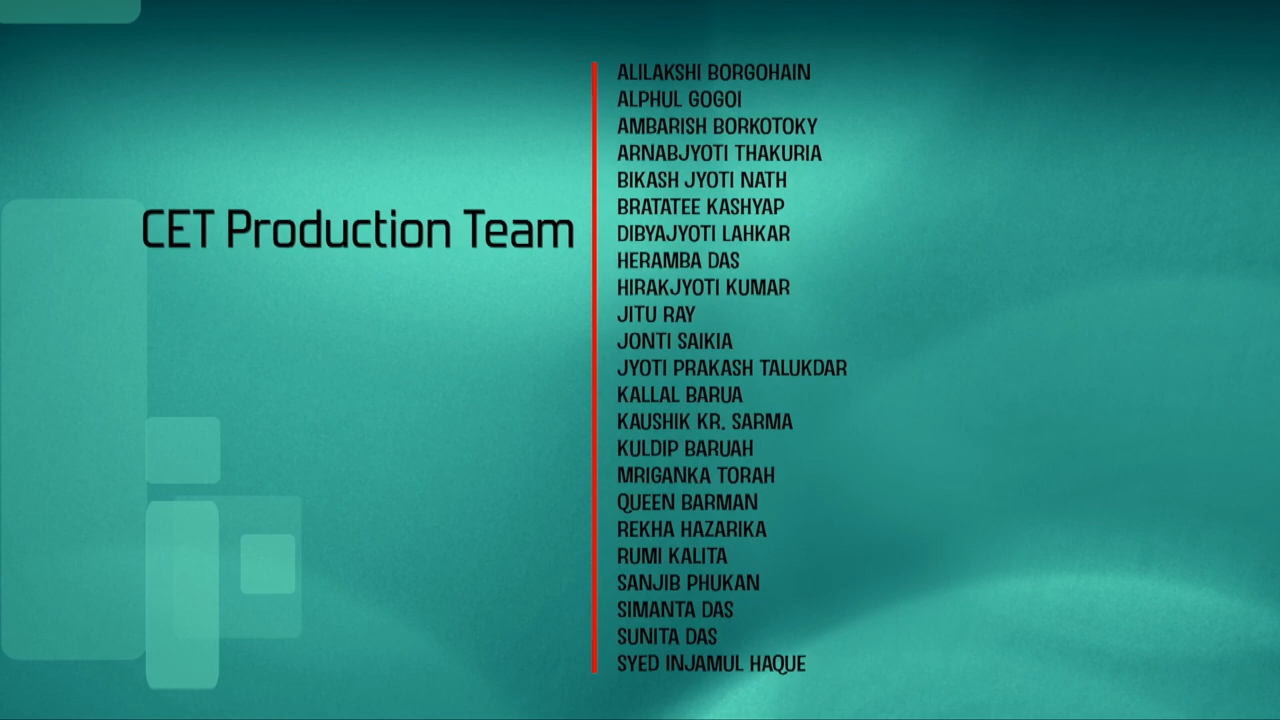 CET Production Team
ALILAKSHI BORGOHAIN
ALPHUL GOGOI
AMBARISH BORKOTOKY
ARNABJYOTI THAKURIA
BIKASH JYOTI NATH
BRATATEE KASHYAP
DIBYAJYOTI LAHKAR
HERAMBA DAS
HIRAKJYOTI KUMAR
JITU RAY
JONTI SAIKIA
JYOTI PRAKASH TALUKDAR
KALLAL BARUA
KAUSHIK KR. SARMA
KULDIP BARUAH
MRIGANKA TORAH
QUEEN BARMAN
REKHA HAZARIKA
RUMI KALITA
SANJIB PHUKAN
SIMANTA DAS
SUNITA DAS
SYED INJAMUL HAQUE